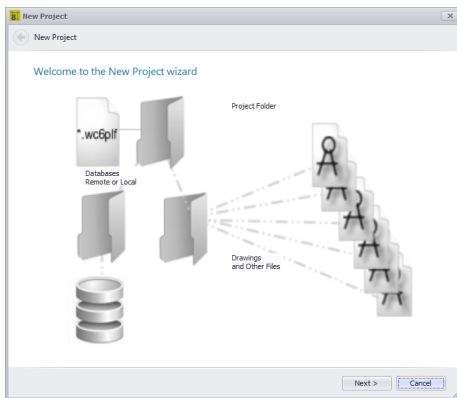 New Project
New Project
Welcome to the New Project wizard
Project Folder
*.wc6plf
Databases
Remote or Local
Drawings
and Other Files
Next >
Cancel